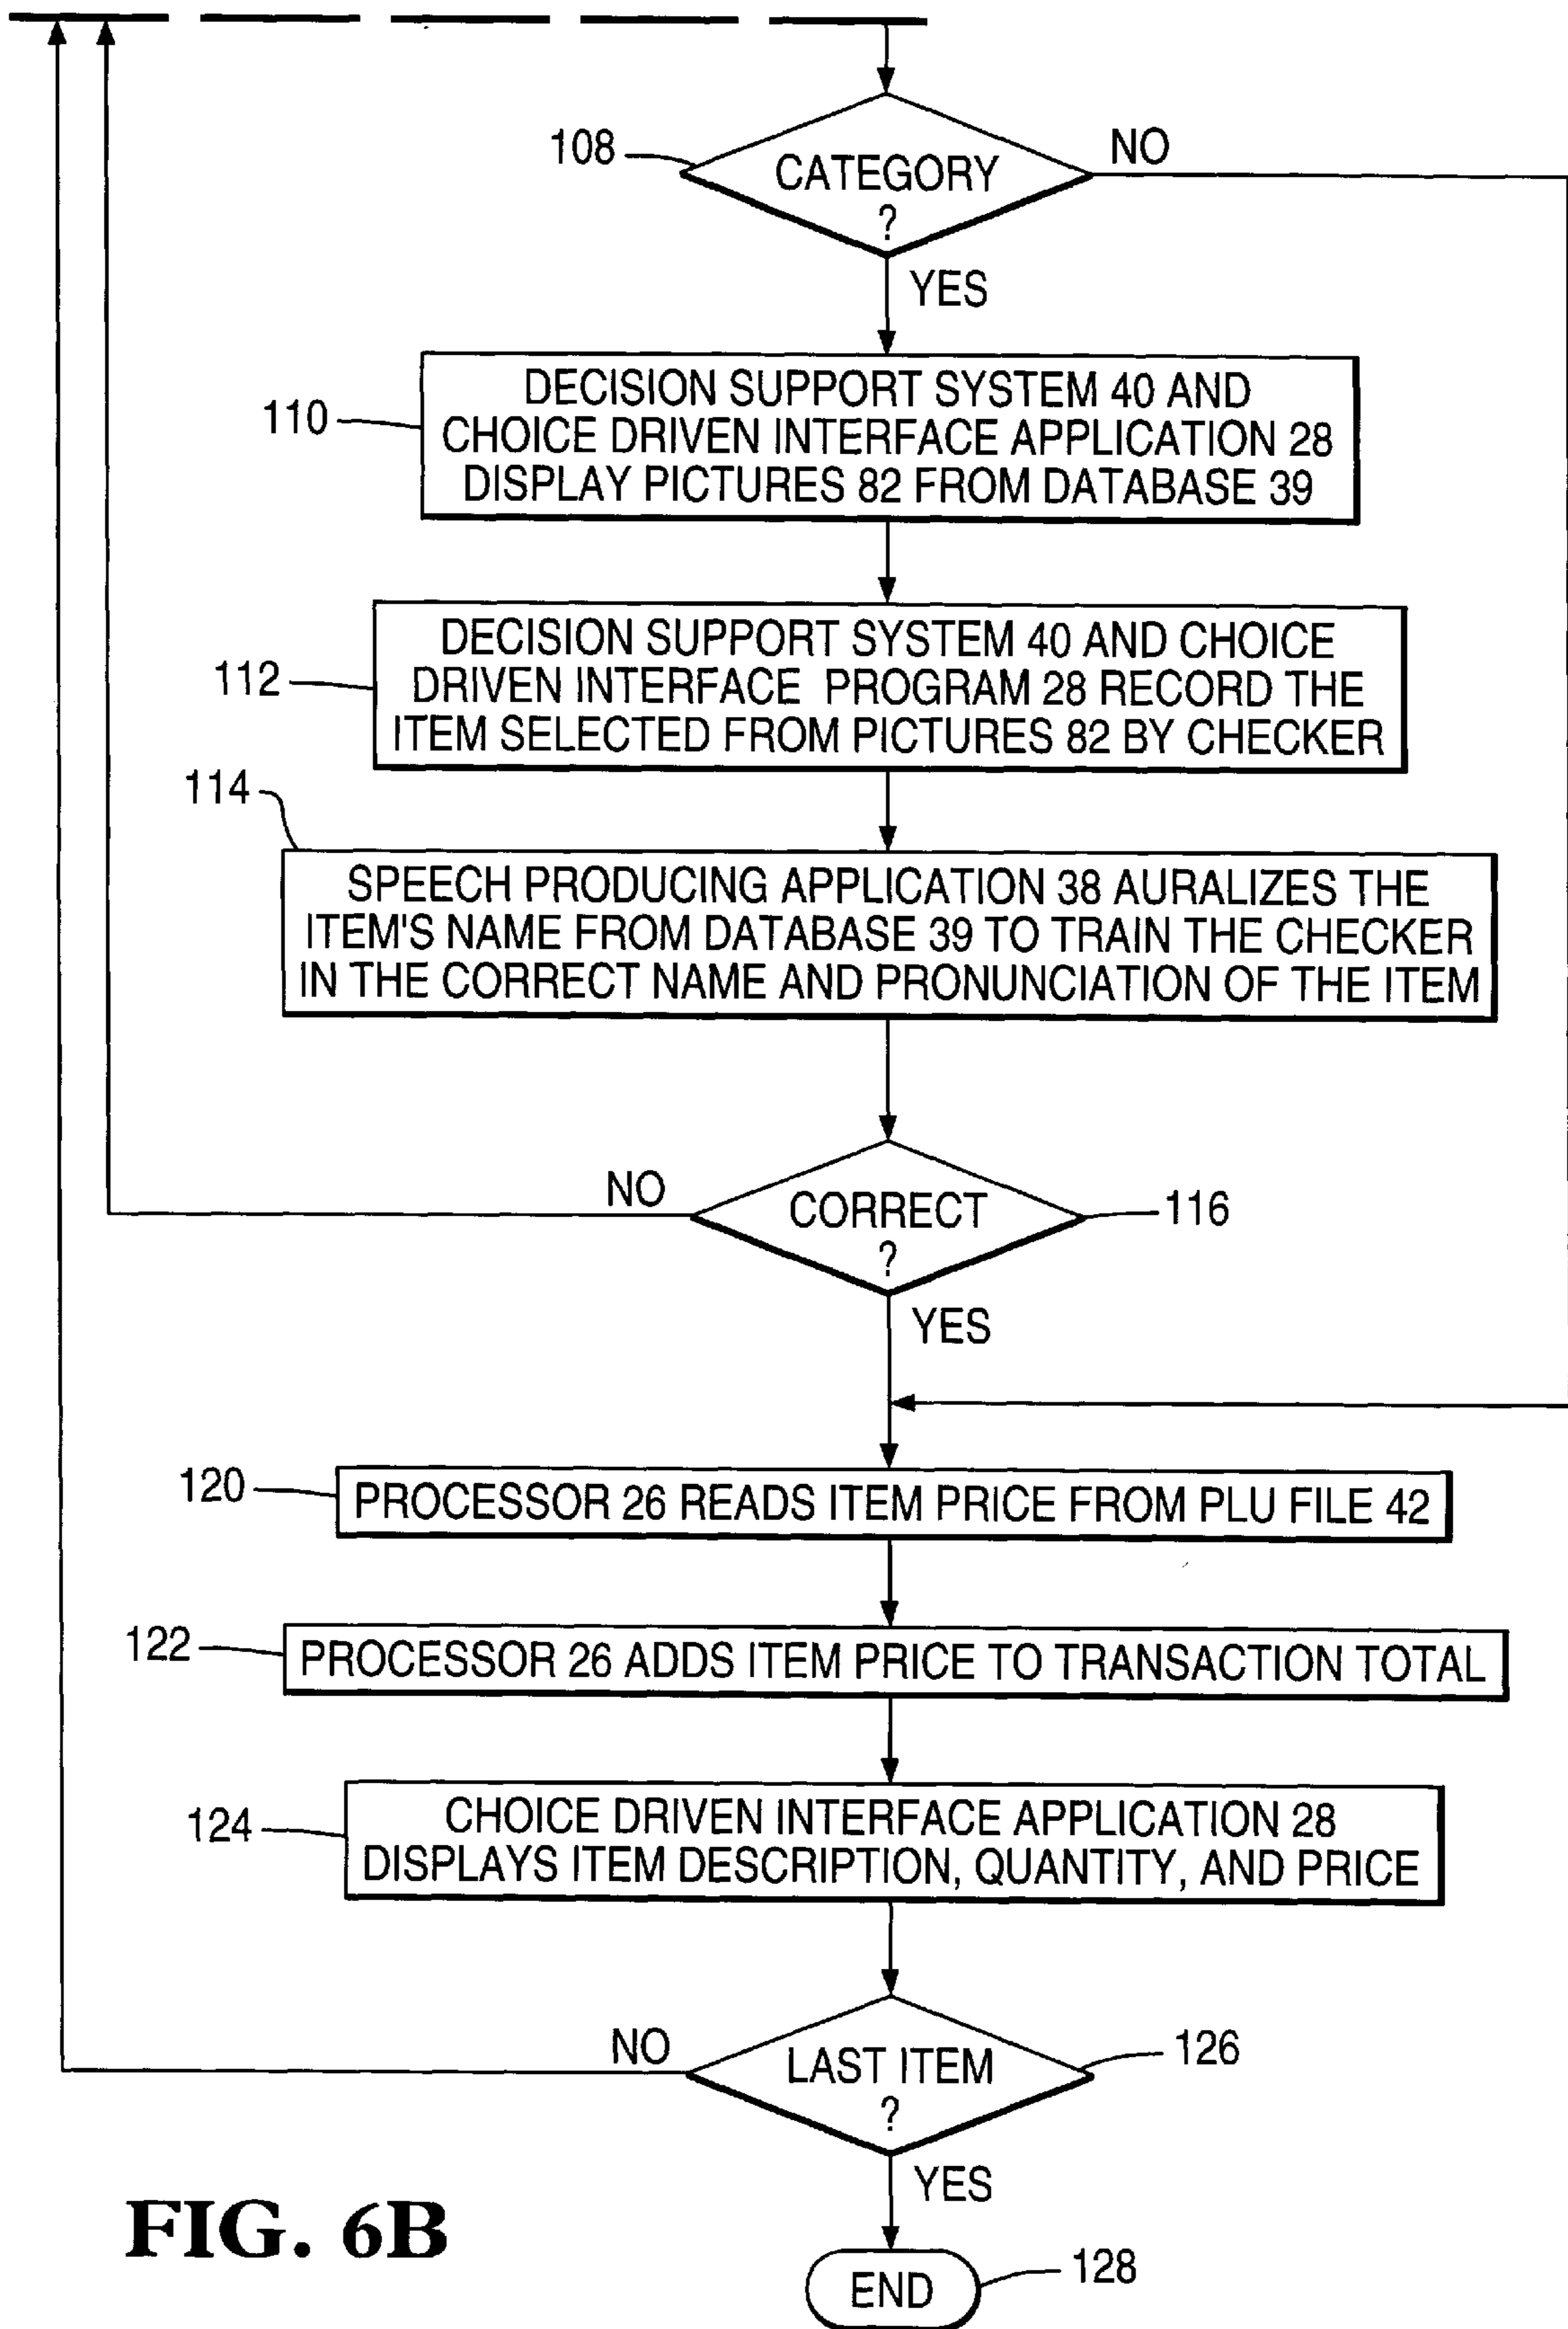 108
CATEGORY
?
NO
YES
110
DECISION SUPPORT SYSTEM 40 AND
CHOICE DRIVEN INTERFACE APPLICATION 28
DISPLAY PICTURES 82 FROM DATABASE 39
112
DECISION SUPPORT SYSTEM 40 AND CHOICE
DRIVEN INTERFACE PROGRAM 28 RECORD THE
ITEM SELECTED FROM PICTURES 82 BY CHECKER
114
SPEECH PRODUCING APPLICATION 38 AURALIZES THE
ITEM'S NAME FROM DATABASE 39 TO TRAIN THE CHECKER
IN THE CORRECT NAME AND PRONUNCIATION OF THE ITEM
NO
CORRECT
?
116
YES
120
PROCESSOR 26 READS ITEM PRICE FROM PLU FILE 42
122
PROCESSOR 26 ADDS ITEM PRICE TO TRANSACTION TOTAL
124
CHOICE DRIVEN INTERFACE APPLICATION 28
DISPLAYS ITEM DESCRIPTION, QUANTITY, AND PRICE
NO
LAST ITEM
?
126
YES
FIG. 6B
END
128